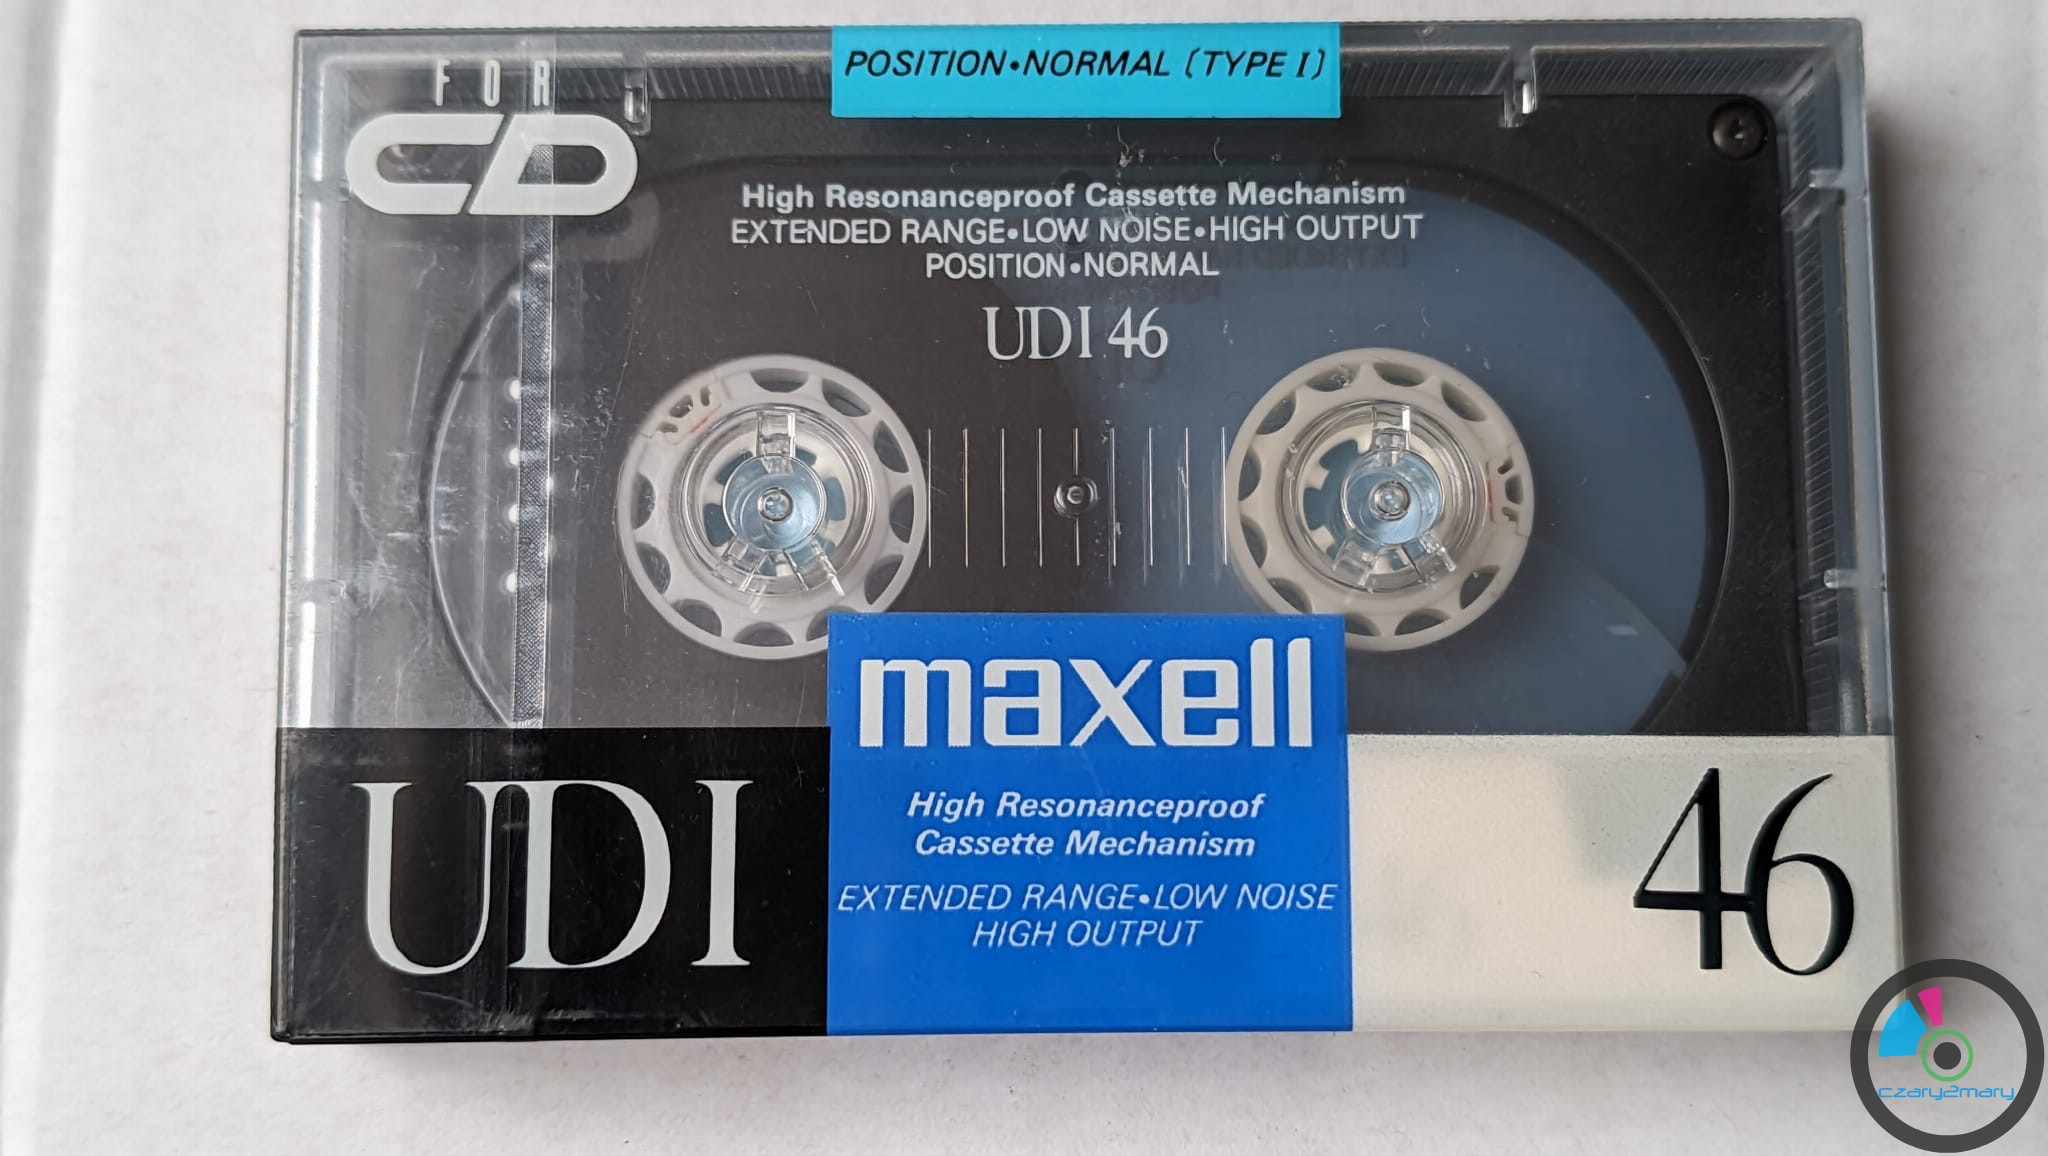 POSITION•NORMAL (TYPE I)
FOR
CD
High Resonanceproof Cassette Mechanism
EXTENDED RANGE•LOW NOISE•HIGH OUTPUT
POSITION•NORMAL
UDI 46
maxell
UDI
High Resonanceproof
Cassette Mechanism
EXTENDED RANGE•LOW NOISE
HIGH OUTPUT
46
czary2mary